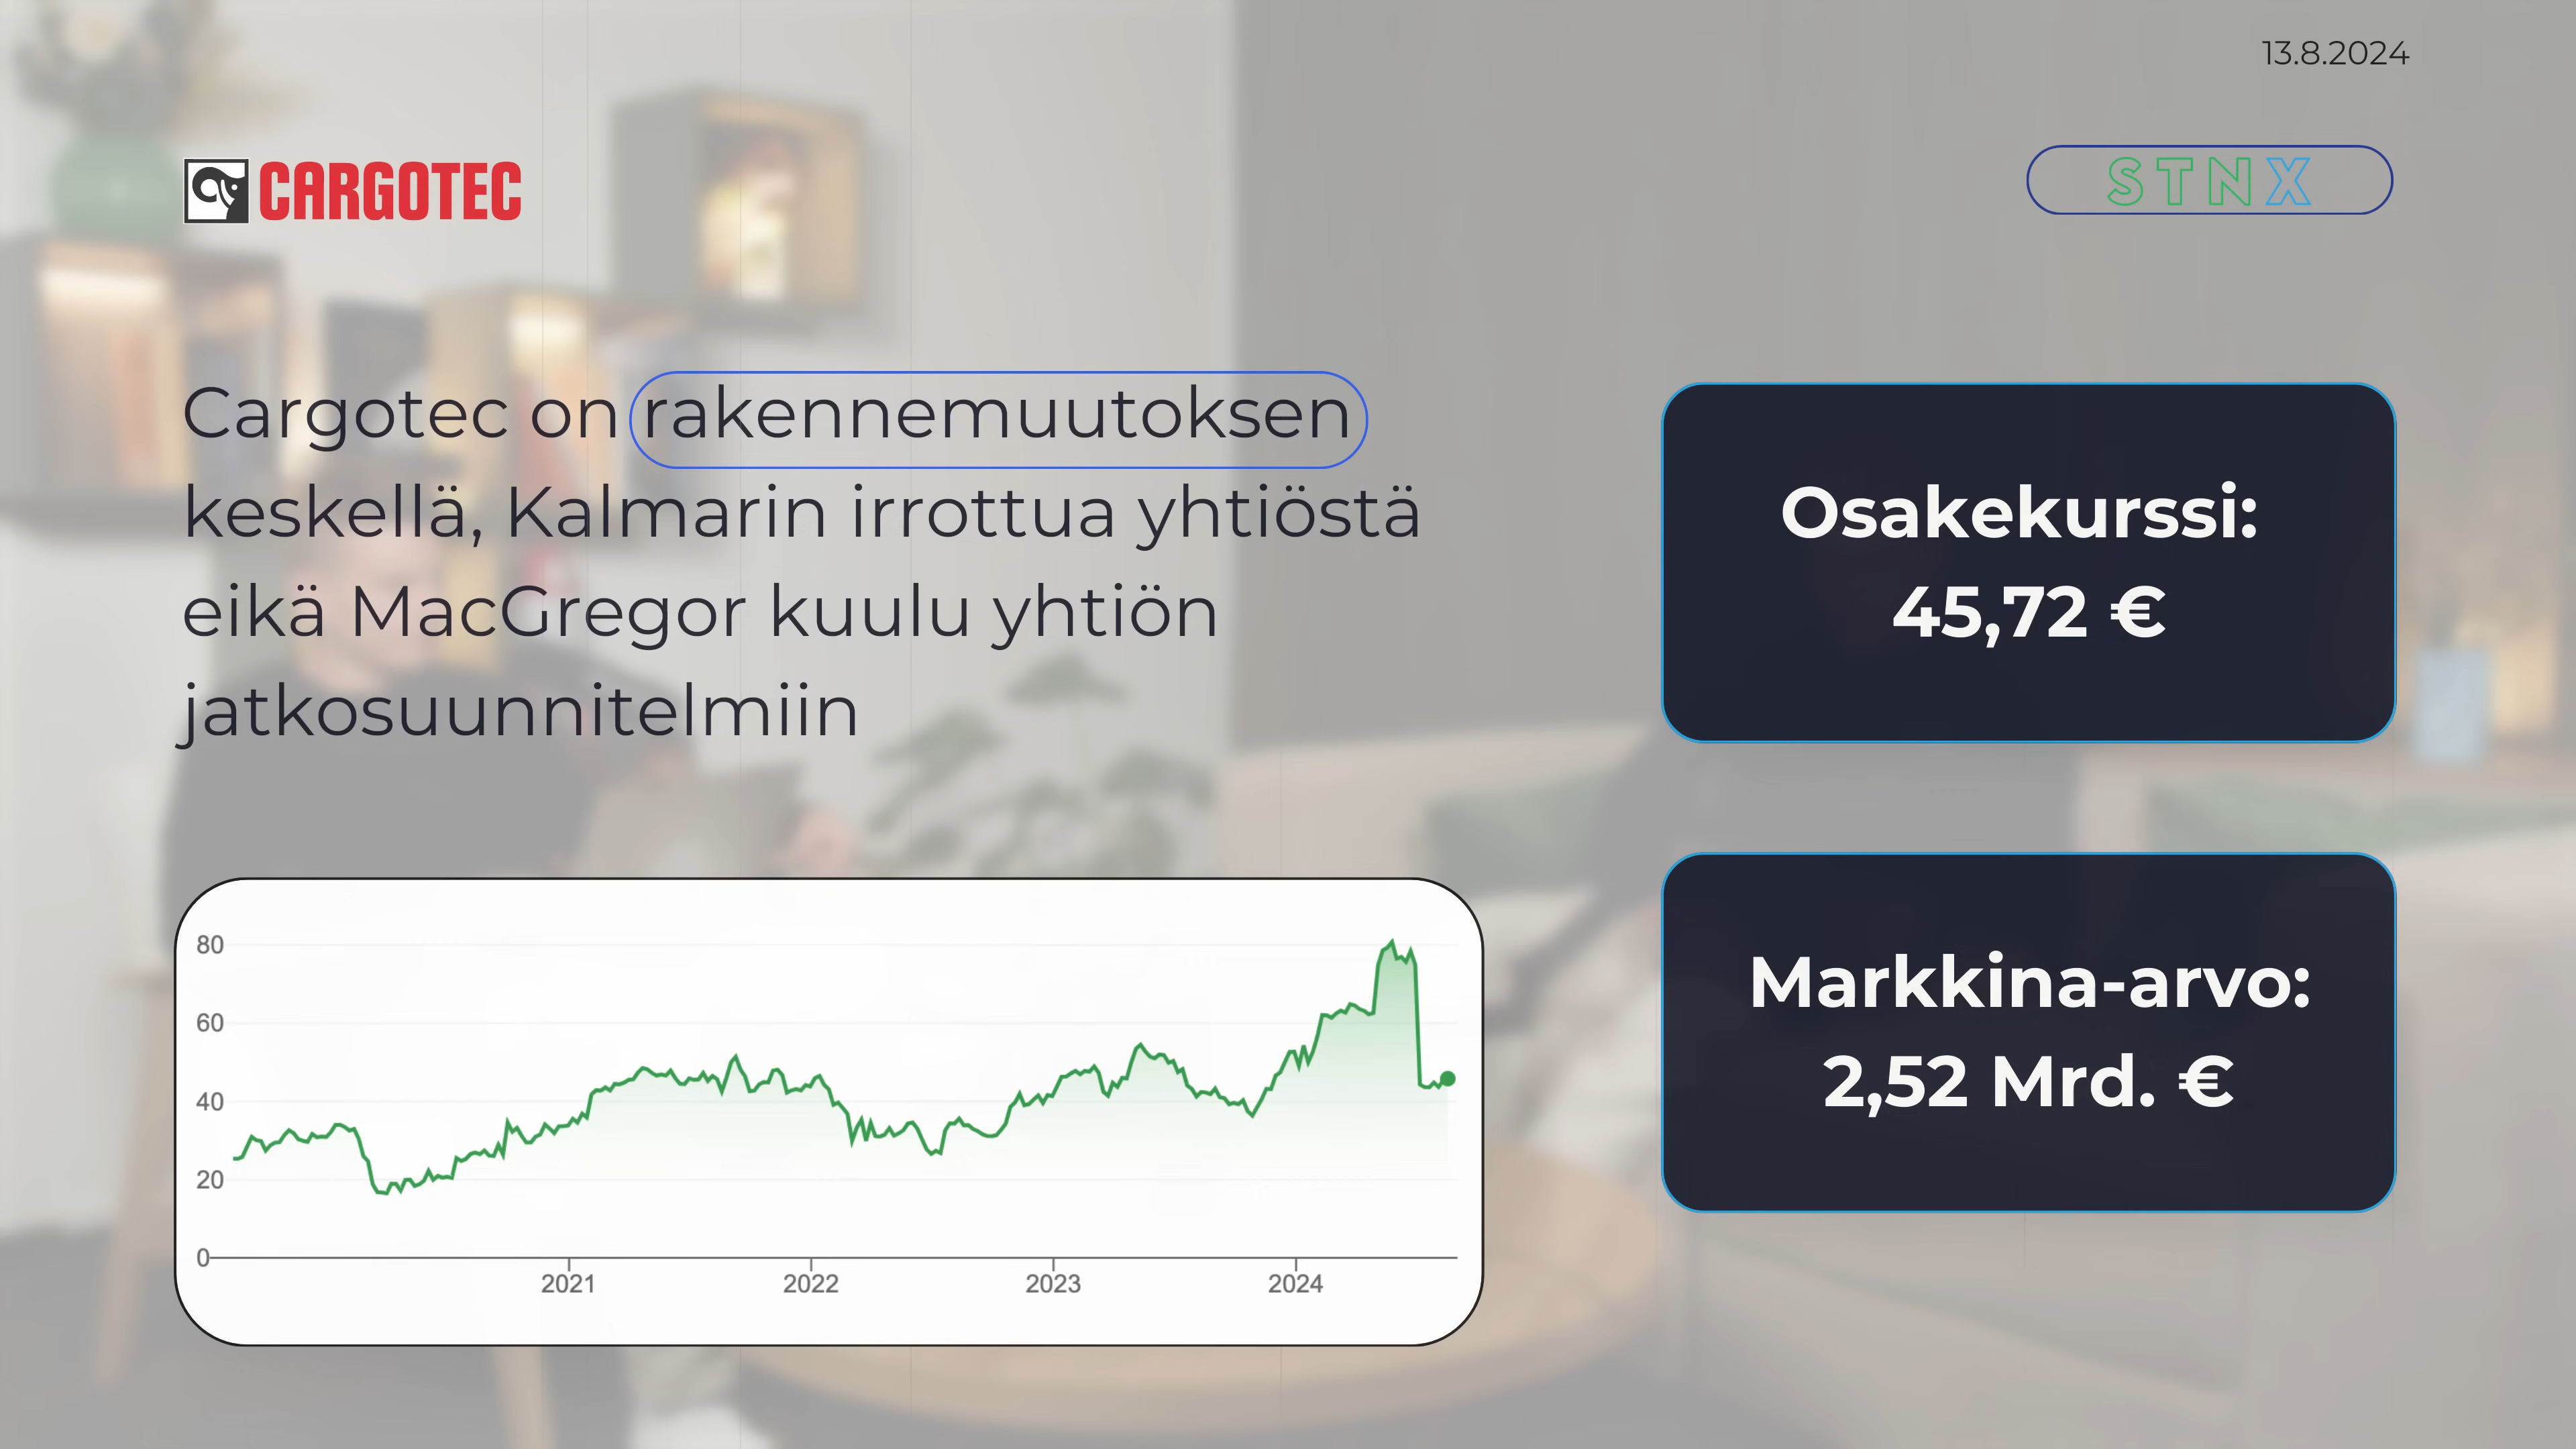 13.8.2024
CARGOTEC
STNX
Cargotec on rakennemuutoksen
keskellä, Kalmarin irrottua yhtiöstä
eikä MacGregor kuulu yhtiön
jatkosuunnitelmiin
Osakekurssi:
45,72 €
Markkina-arvo:
2,52 Mrd. €
80
60
40
20
0
2021 2022 2023 2024